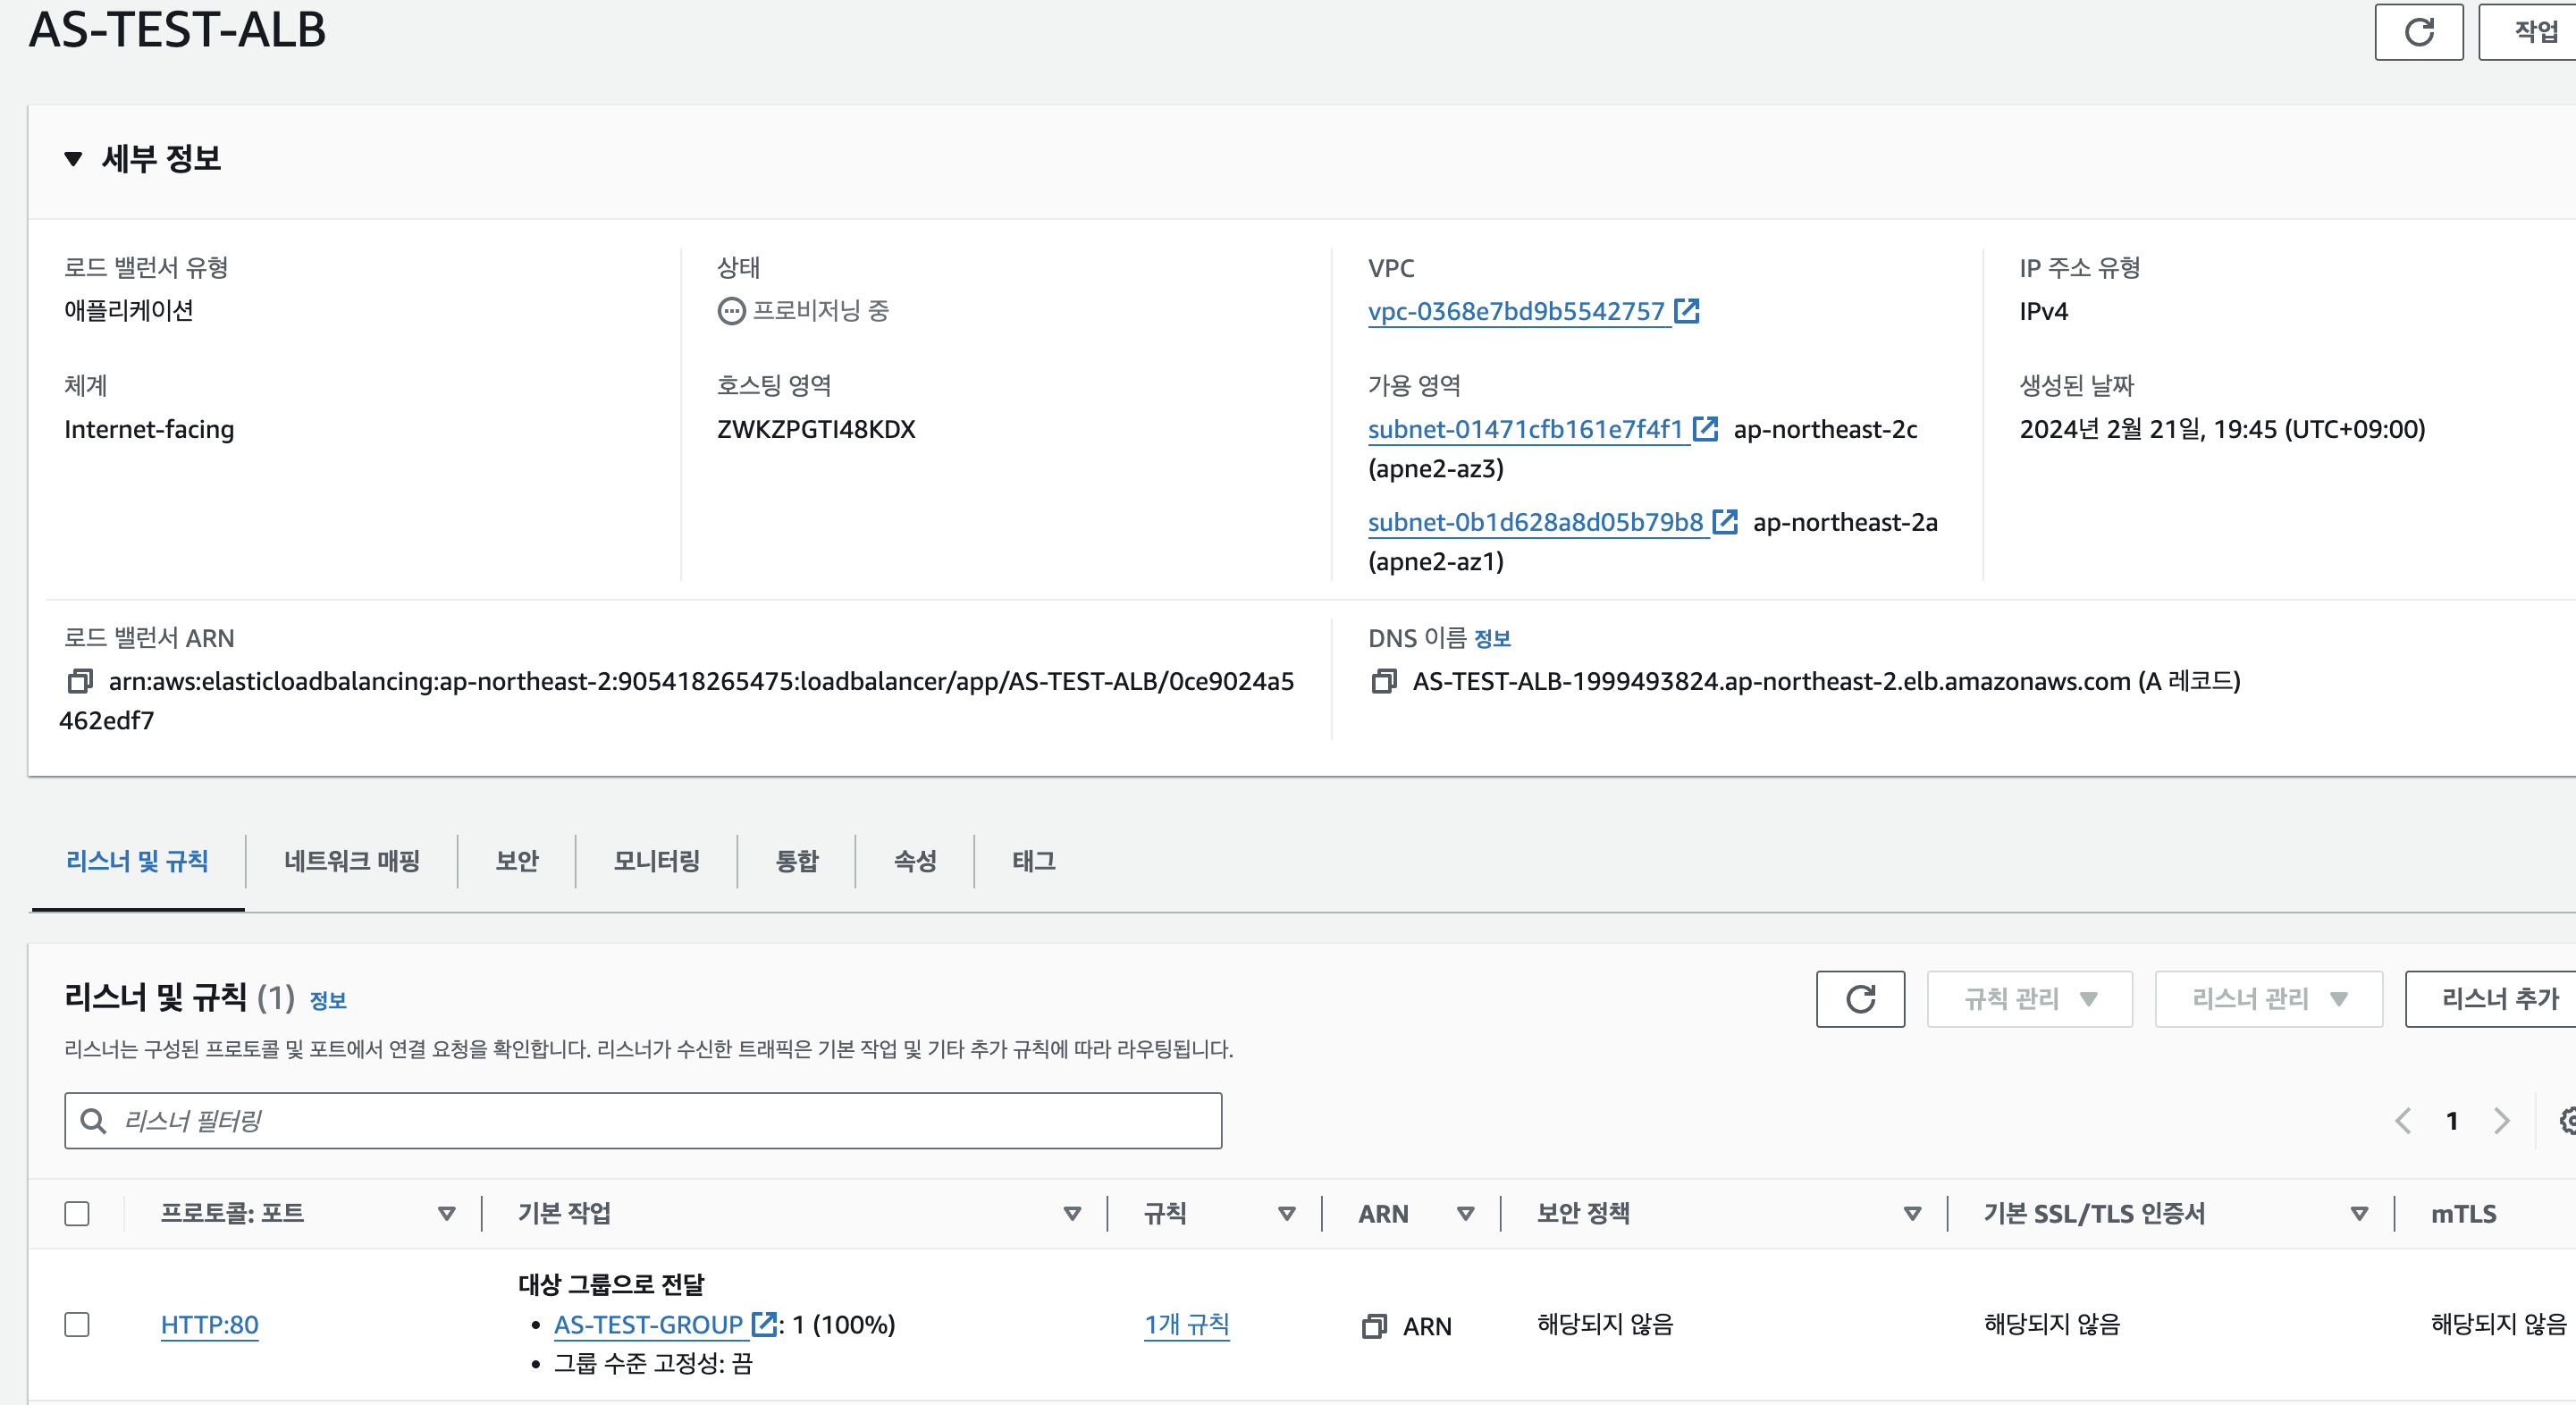 AS-TEST-ALB
작업
세부 정보
로드 밸런서 유형
애플리케이션
상태
프로비저닝 중
VPC
vpc-0368e7bd9b5542757
IP 주소 유형
IPv4
체계
Internet-facing
호스팅 영역
ZWKZPGTI48KDX
가용 영역
subnet-01471cfb161e7f4f1 ap-northeast-2c
(apne2-az3)
subnet-0b1d628a8d05b79b8 ap-northeast-2a
(apne2-az1)
생성된 날짜
2024년 2월 21일, 19:45 (UTC+09:00)
로드 밸런서 ARN
arn:aws:elasticloadbalancing:ap-northeast-2:905418265475:loadbalancer/app/AS-TEST-ALB/0ce9024a5
462edf7
DNS 이름 정보
AS-TEST-ALB-1999493824.ap-northeast-2.elb.amazonaws.com (A 레코드)
리스너 및 규칙 네트워크 매핑 보안 모니터링 통합 속성 태그
리스너 및 규칙 (1) 정보
규칙 관리 리스너 관리 리스너 추가
리스너는 구성된 프로토콜 및 포트에서 연결 요청을 확인합니다. 리스너가 수신한 트래픽은 기본 작업 및 기타 추가 규칙에 따라 라우팅됩니다.
리스너 필터링
1
프로토콜: 포트 기본 작업 규칙 ARN 보안 정책 기본 SSL/TLS 인증서 mTLS
대상 그룹으로 전달
HTTP:80 • AS-TEST-GROUP : 1 (100%) 1개 규칙 ARN 해당되지 않음 해당되지 않음 해당되지 않음
• 그룹 수준 고정성: 끔